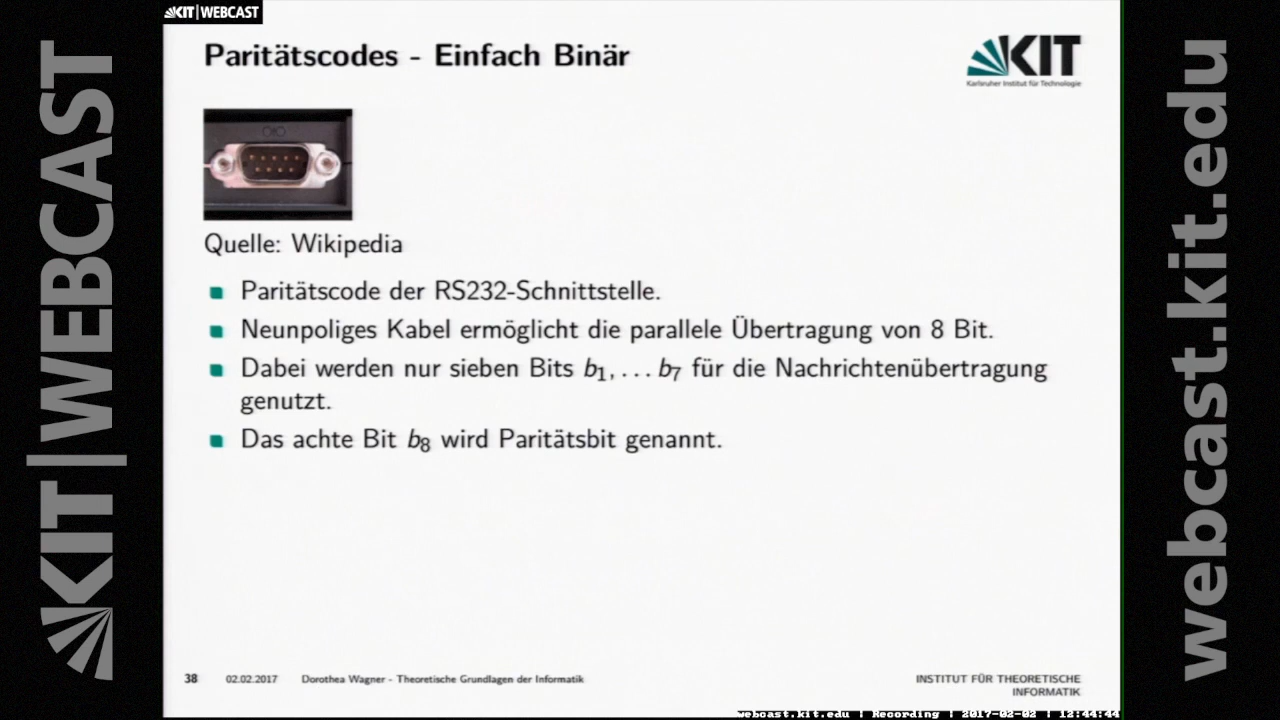 KIT|WEBCAST
Paritätscodes - Einfach Binär
KIT
Karlsruher Institut für Technologie
Quelle: Wikipedia
Paritätscode der RS232-Schnittstelle.
Neunpoliges Kabel ermöglicht die parallele Übertragung von 8 Bit.
Dabei werden nur sieben Bits b1, . . . b7 für die Nachrichtenübertragung
genutzt.
Das achte Bit b8 wird Paritätsbit genannt.
38 02.02.2017 Dorothea Wagner - Theoretische Grundlagen der Informatik
INSTITUT FÜR THEORETISCHE
INFORMATIK
webcast.kit.edu | Recording | 2017-02-02 | 12:44:44
KIT|WEBCAST
webcast.kit.edu